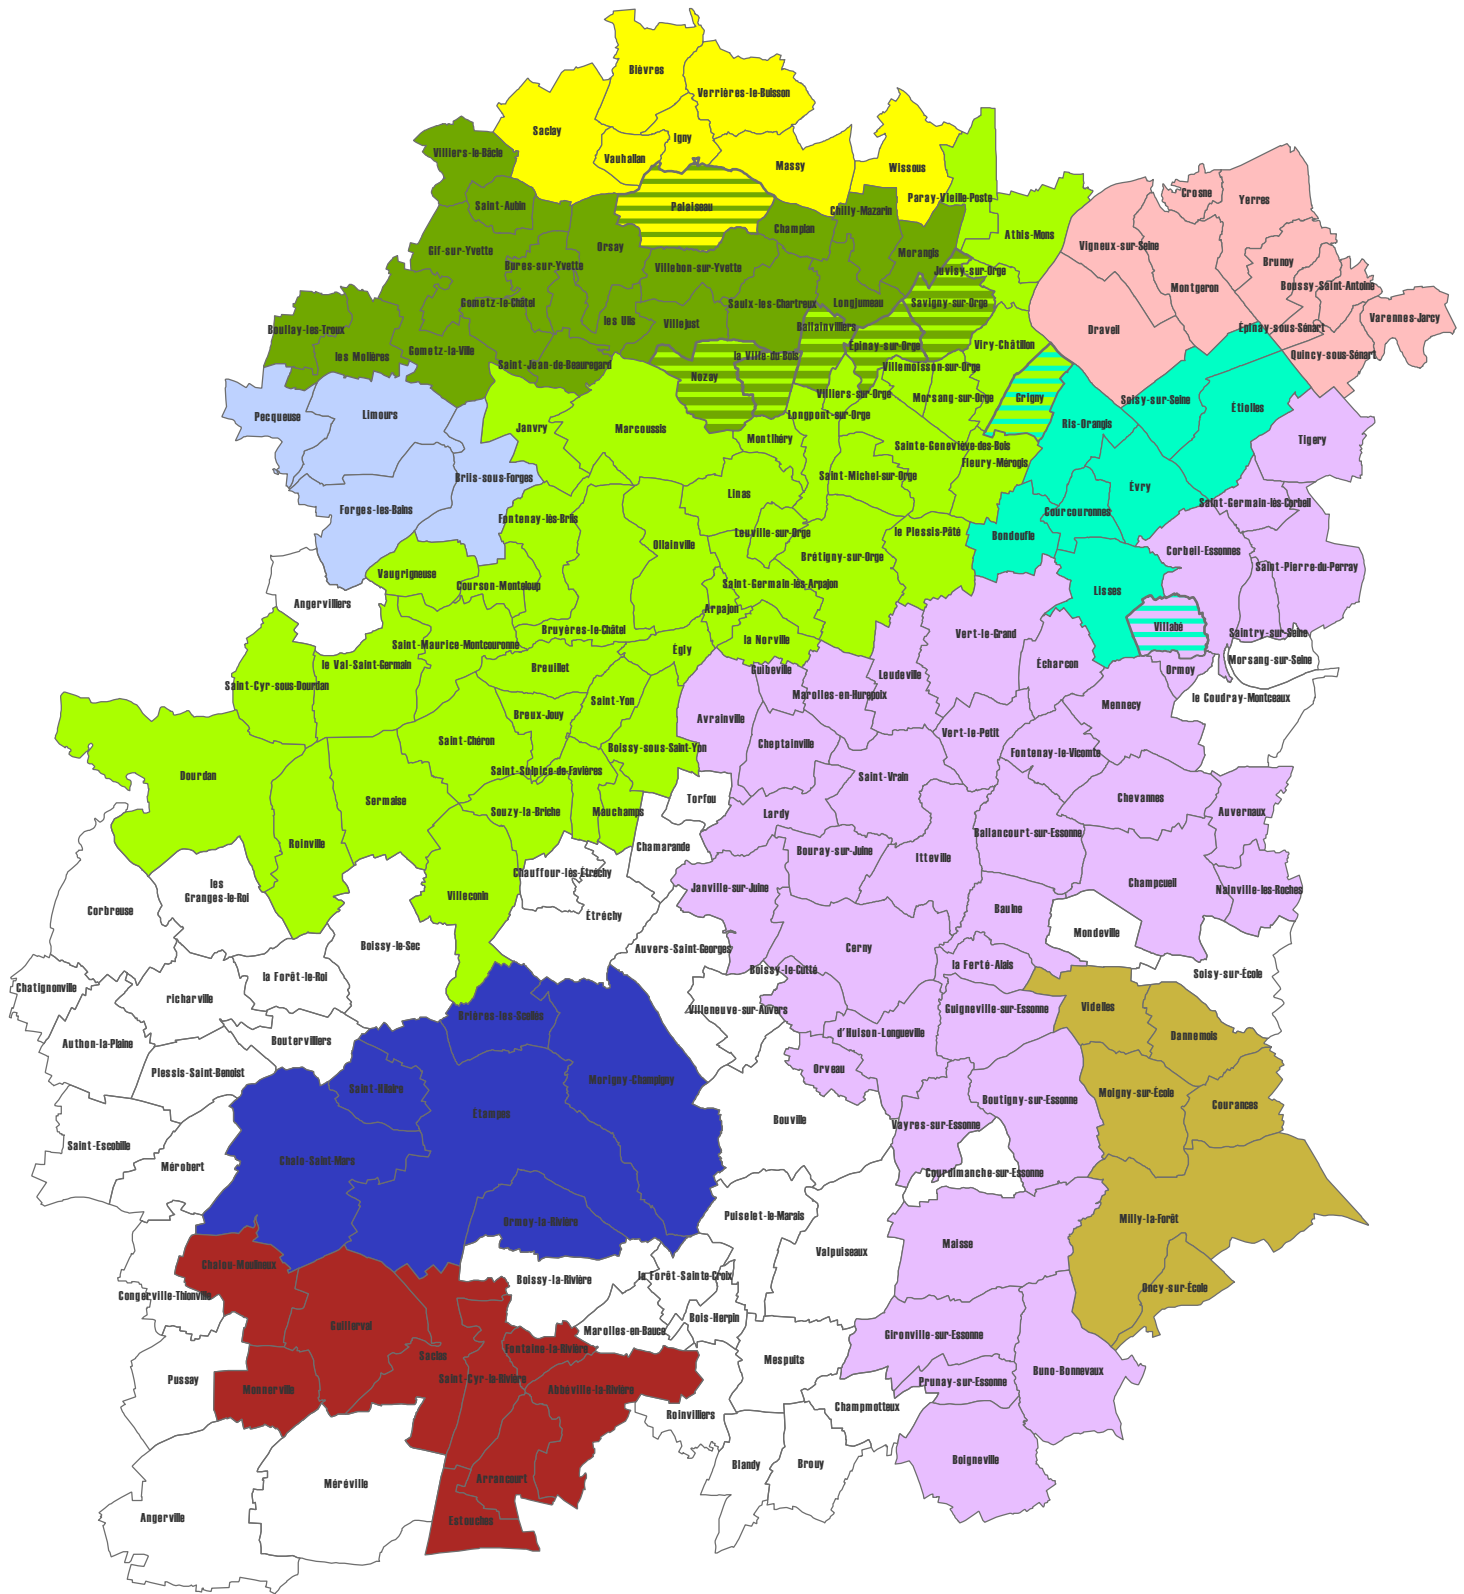 Bièvres
Verrières-le-Buisson
Saclay
Igny
Vauhallan
Massy
Wissous
Villiers-le-Bâcle
Crosne
Yerres
Paray-Vieille-Poste
Saint-Aubin
Palaiseau
Chilly-Mazarin
Champlan
Athis-Mons
Gif-sur-Yvette
Orsay
Morangis
Vigneux-sur-Seine
Bures-sur-Yvette
Villebon-sur-Yvette
Juvisy-sur-Orge
Brunoy
Montgeron
Boussy-Saint-Antoine
Gometz-le-Châtel
Saulx-les-Chartreux
Longjumeau
Savigny-sur-Orge
Varennes-Jarcy
les Ulis
Villejust
Ballainvilliers
Draveil
Épinay-sous-Sénart
Boullay-les-Troux
les Molières
Gometz-la-Ville
la Ville-du-Bois
Épinay-sur-Orge
Viry-Châtillon
Quincy-sous-Sénart
Saint-Jean-de-Beauregard
Nozay
Villemoisson-sur-Orge
Villiers-sur-Orge
Morsang-sur-Orge
Grigny
Soisy-sur-Seine
Étiolles
Pecqueuse
Limours
Janvry
Marcoussis
Longpont-sur-Orge
Ris-Orangis
Montlhéry
Sainte-Geneviève-des-Bois
Tigery
Fleury-Mérogis
Briis-sous-Forges
Saint-Michel-sur-Orge
Évry
Linas
Saint-Germain-lès-Corbeil
Forges-les-Bains
Fontenay-lès-Briis
Courcouronnes
Leuville-sur-Orge
le Plessis-Pâté
Bondoufle
Ollainville
Brétigny-sur-Orge
Corbeil-Essonnes
Saint-Pierre-du-Perray
Vaugrigneuse
Courson-Monteloup
Saint-Germain-lès-Arpajon
Lisses
Angervilliers
Arpajon
Bruyères-le-Châtel
la Norville
Vert-le-Grand
Villabé
Saintry-sur-Seine
Saint-Maurice-Montcouronne
Égly
le Val-Saint-Germain
Breuillet
Guibeville
Leudeville
Écharcon
Ormoy
Morsang-sur-Seine
Saint-Cyr-sous-Dourdan
Marolles-en-Hurepoix
le Coudray-Montceaux
Saint-Yon
Mennecy
Breux-Jouy
Avrainville
Vert-le-Petit
Saint-Chéron
Boissy-sous-Saint-Yon
Cheptainville
Fontenay-le-Vicomte
Dourdan
Saint-Sulpice-de-Favières
Saint-Vrain
Sermaise
Torfou
Chevannes
Souzy-la-Briche
Mauchamps
Lardy
Auvernaux
Ballancourt-sur-Essonne
Roinville
Chamarande
Bouray-sur-Juine
Itteville
Chauffour-lès-Étréchy
les
Granges-le-Roi
Villeconin
Janville-sur-Juine
Champcueil
Nainville-les-Roches
Corbreuse
Étréchy
Baulne
Mondeville
Boissy-le-Sec
Auvers-Saint-Georges
Cerny
la Forêt-le-Roi
Boissy-le-Cutté
la Ferté-Alais
Soisy-sur-École
Chatignonville
richarville
Villeneuve-sur-Auvers
Guigneville-sur-Essonne
Videlles
Brières-les-Scellés
d'Huison-Longueville
Dannemois
Authon-la-Plaine
Boutervilliers
Plessis-Saint-Benoist
Saint-Hilaire
Morigny-Champigny
Orveau
Moigny-sur-École
Boutigny-sur-Essonne
Courances
Étampes
Bouville
Vayres-sur-Essonne
Saint-Escobille
Mérobert
Chalo-Saint-Mars
Courdimanche-sur-Essonne
Puiselet-le-Marais
Ormoy-la-Rivière
Milly-la-Forêt
Maisse
Valpuiseaux
Chalou-Moulineux
Boissy-la-Rivière
la Forêt-Sainte-Croix
Congerville-Thionville
Oncy-sur-École
Bois-Herpin
Guillerval
Marolles-en-Bauce
Gironville-sur-Essonne
Fontaine-la-Rivière
Saclas
Mespuits
Pussay
Saint-Cyr-la-Rivière
Buno-Bonnevaux
Monnerville
Abbéville-la-Rivière
Prunay-sur-Essonne
Roinvilliers
Champmotteux
Blandy
Brouy
Boigneville
Méréville
Arrancourt
Angerville
Estouches